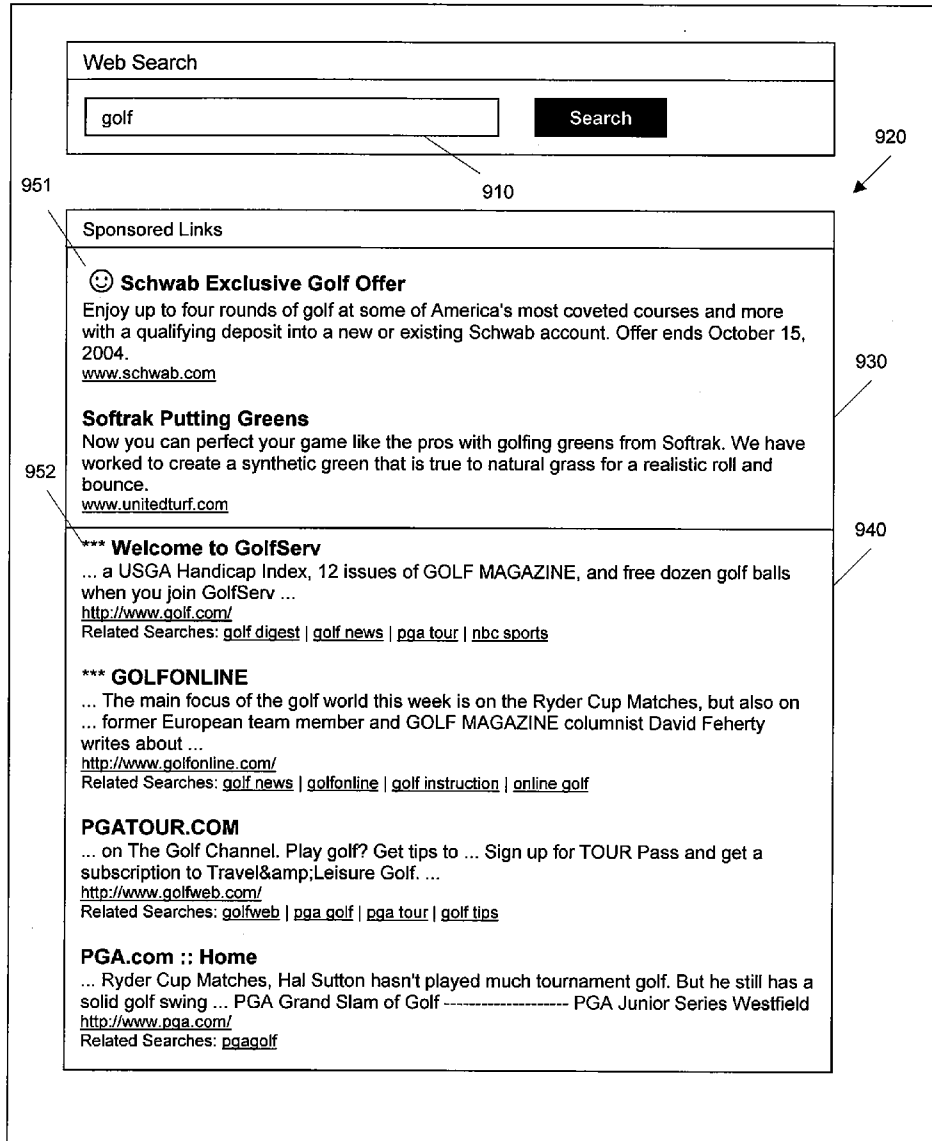 Web Search
golf
Search
920
951
910
Sponsored Links
☺ Schwab Exclusive Golf Offer
Enjoy up to four rounds of golf at some of America's most coveted courses and more
with a qualifying deposit into a new or existing Schwab account. Offer ends October 15,
2004.
www.schwab.com
930
Softrak Putting Greens
Now you can perfect your game like the pros with golfing greens from Softrak. We have
worked to create a synthetic green that is true to natural grass for a realistic roll and
bounce.
www.unitedturf.com
952
940
*** Welcome to GolfServ
... a USGA Handicap Index, 12 issues of GOLF MAGAZINE, and free dozen golf balls
when you join GolfServ ...
http://www.golf.com/
Related Searches: golf digest | golf news | pga tour | nbc sports
*** GOLFONLINE
... The main focus of the golf world this week is on the Ryder Cup Matches, but also on
... former European team member and GOLF MAGAZINE columnist David Feherty
writes about ...
http://www.golfonline.com/
Related Searches: golf news | golfonline | golf instruction | online golf
PGATOUR.COM
... on The Golf Channel. Play golf? Get tips to ... Sign up for TOUR Pass and get a
subscription to Travel&amp;Leisure Golf. ...
http://www.golfweb.com/
Related Searches: golfweb | pga golf | pga tour | golf tips
PGA.com :: Home
... Ryder Cup Matches, Hal Sutton hasn't played much tournament golf. But he still has a
solid golf swing ... PGA Grand Slam of Golf -------------------- PGA Junior Series Westfield
http://www.pga.com/
Related Searches: pgagolf